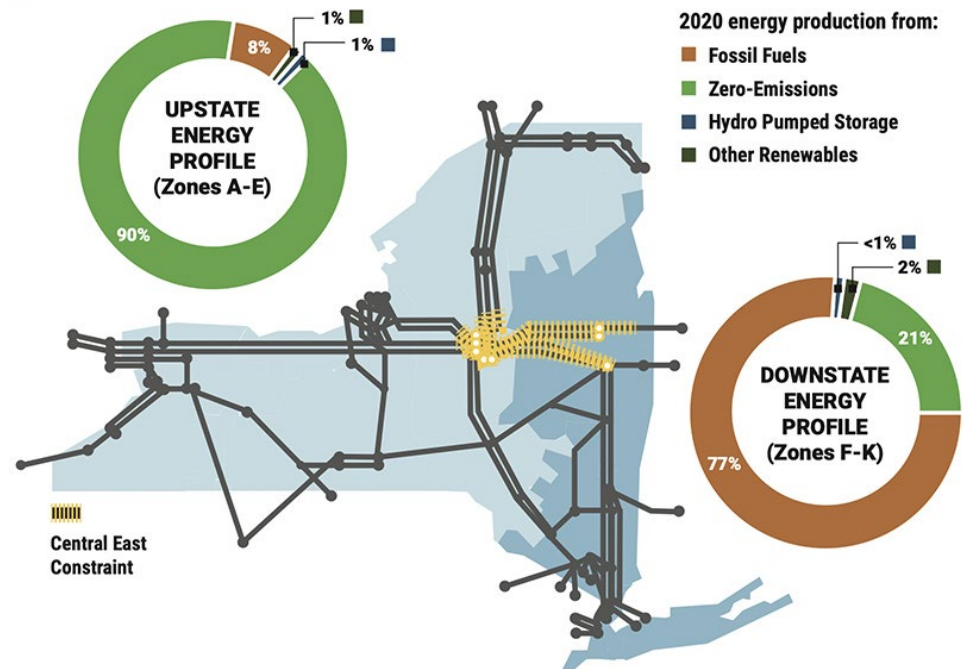 1%
1%
8%
UPSTATE
ENERGY
PROFILE
(Zones A-E)
90%
2020 energy production from:
Fossil Fuels
Zero-Emissions
Hydro Pumped Storage
Other Renewables
<1%
2%
21%
DOWNSTATE
ENERGY
PROFILE
(Zones F-K)
77%
Central East
Constraint